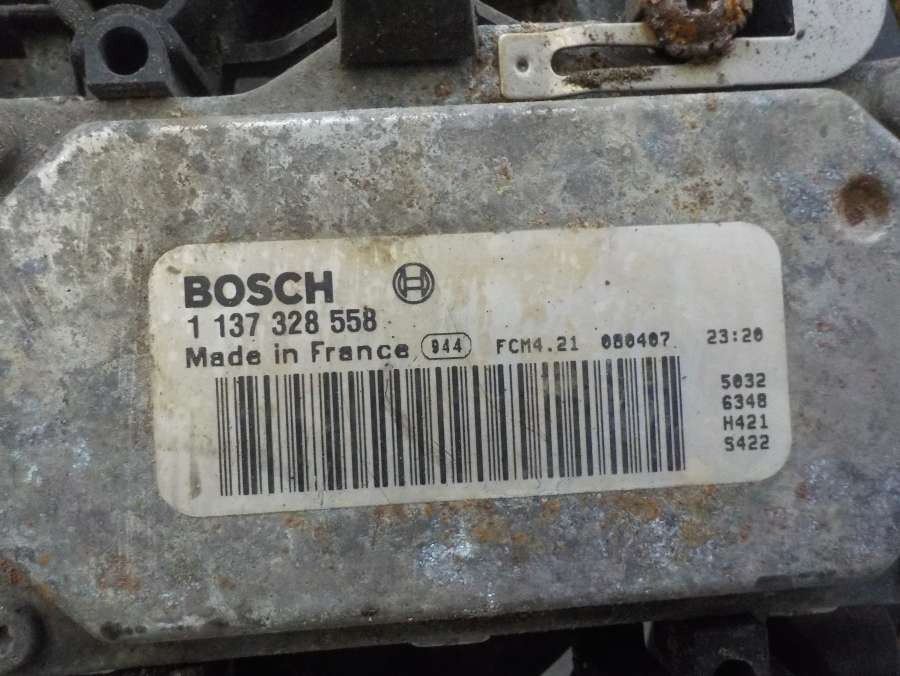 BOSCH
1 137 328 558
Made in France 944 FCM4.21 080407 23:20
5032
6348
H421
S422